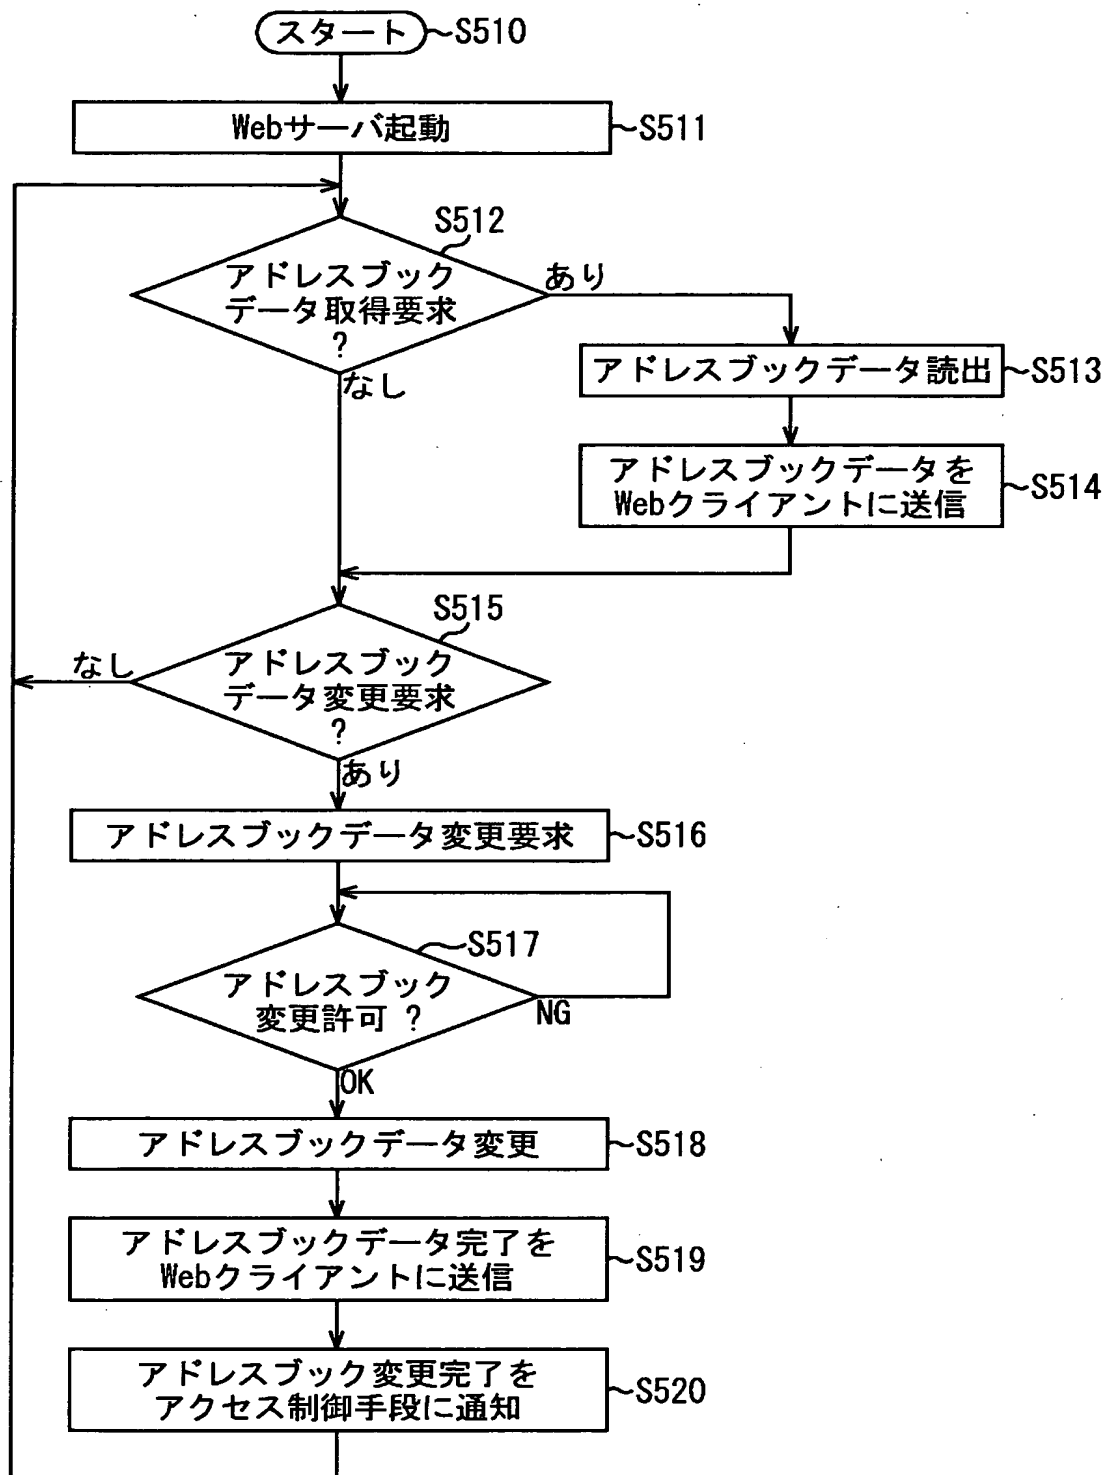 スタート S510
Webサーバ起動 S511
S512
アドレスブック
データ取得要求
?
あり
なし
アドレスブックデータ読出 S513
アドレスブックデータを
Webクライアントに送信
S514
S515
アドレスブック
データ変更要求
?
なし
あり
アドレスブックデータ変更要求 S516
S517
アドレスブック
変更許可 ?
NG
OK
アドレスブックデータ変更 S518
アドレスブックデータ完了を
Webクライアントに送信
S519
アドレスブック変更完了を
アクセス制御手段に通知
S520